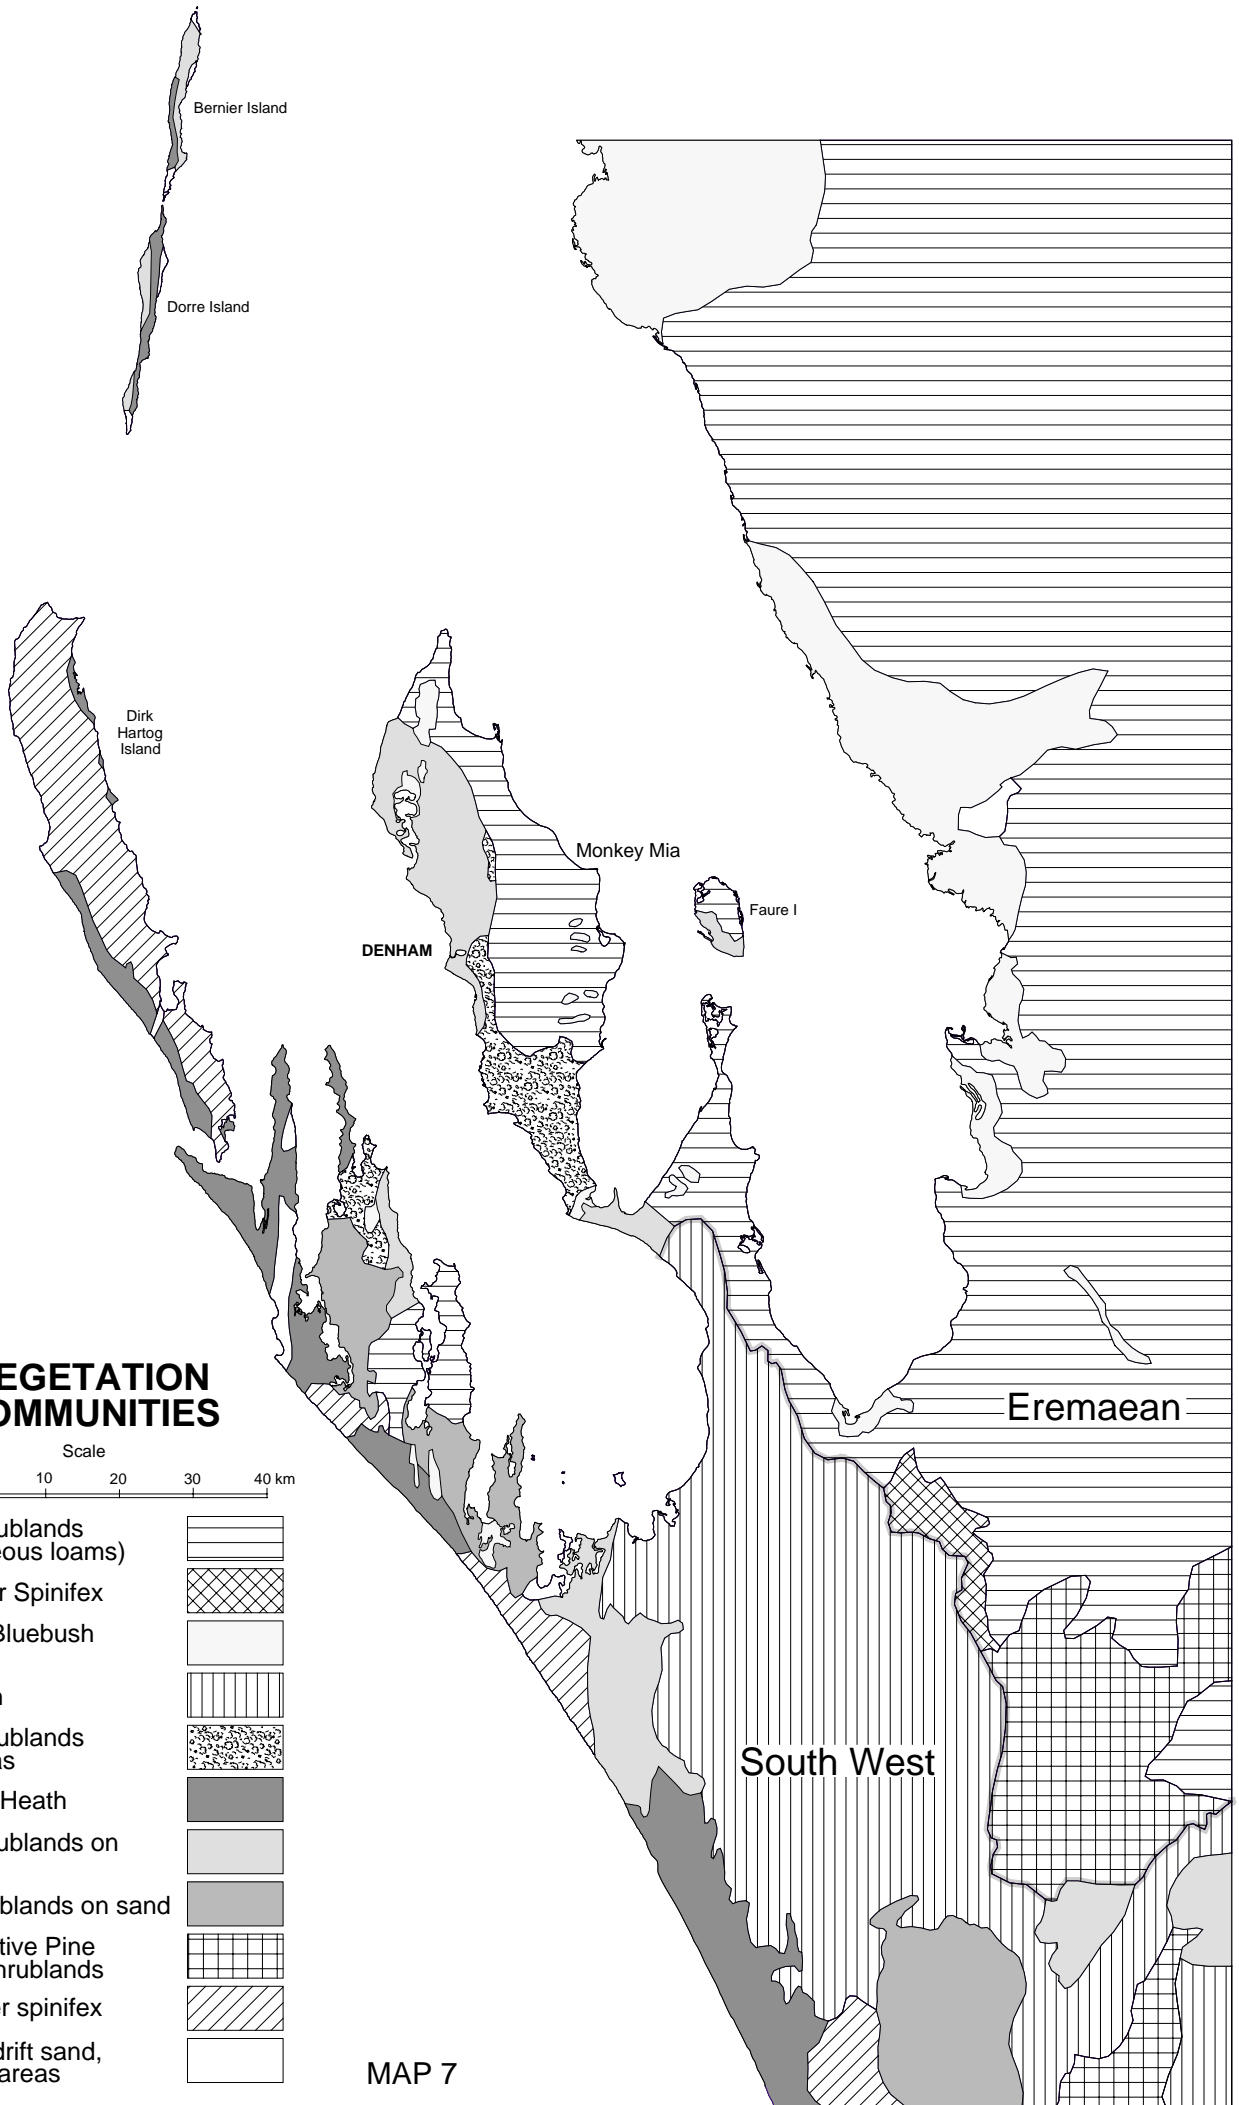 Bernier Island
Dorre Island
Dirk
Hartog
Island
Monkey Mia
Faure I
DENHAM
Eremaean
South West
EGETATION
OMMUNITIES
Scale
10 20 30 40 km
ublands
eous loams)
r Spinifex
Bluebush
ublands
as
Heath
ublands on
blands on sand
tive Pine
hrublands
er spinifex
drift sand,
areas
MAP 7